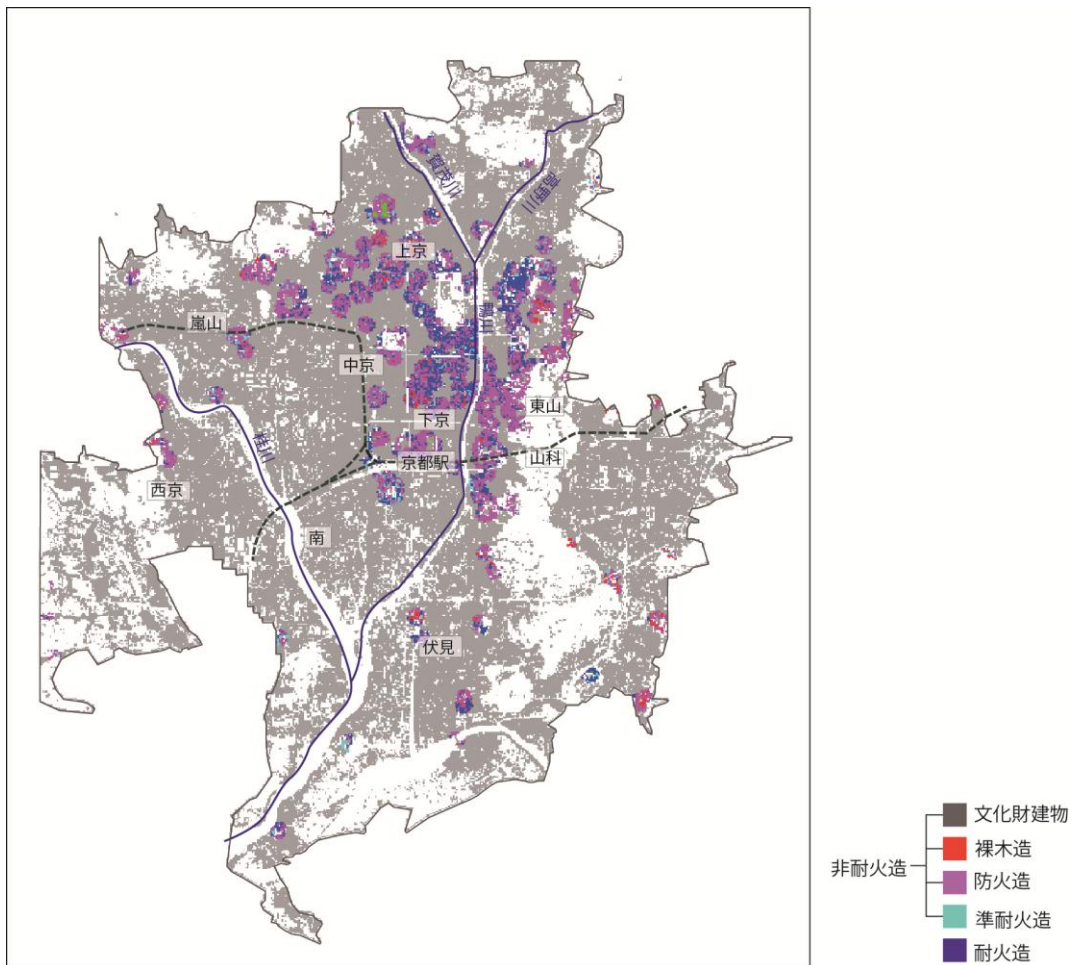 賀茂川
高野川
上京
鴨川
嵐山
中京
東山
下京
桂川
京都駅
山科
西京
南
伏見
非耐火造
文化財建物
裸木造
防火造
準耐火造
耐火造